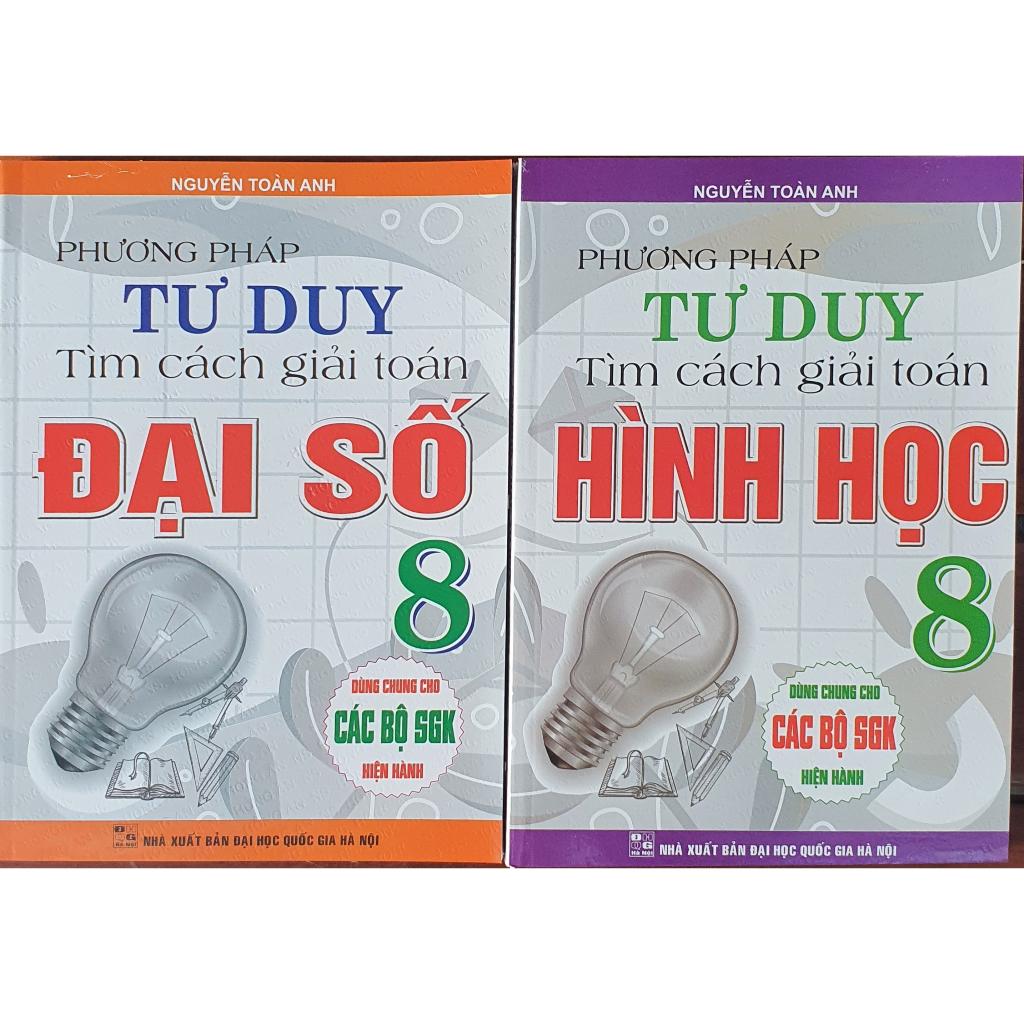 NGUYỄN TOÀN ANH
PHƯƠNG PHÁP
TƯ DUY
Tìm cách giải toán
ĐẠI SỐ
8
DÙNG CHUNG CHO
CÁC BỘ SGK
HIỆN HÀNH
NHÀ XUẤT BẢN ĐẠI HỌC QUỐC GIA HÀ NỘI
NGUYỄN TOÀN ANH
PHƯƠNG PHÁP
TƯ DUY
Tìm cách giải toán
HÌNH HỌC
8
DÙNG CHUNG CHO
CÁC BỘ SGK
HIỆN HÀNH
Hà Nội
NHÀ XUẤT BẢN ĐẠI HỌC QUỐC GIA HÀ NỘI